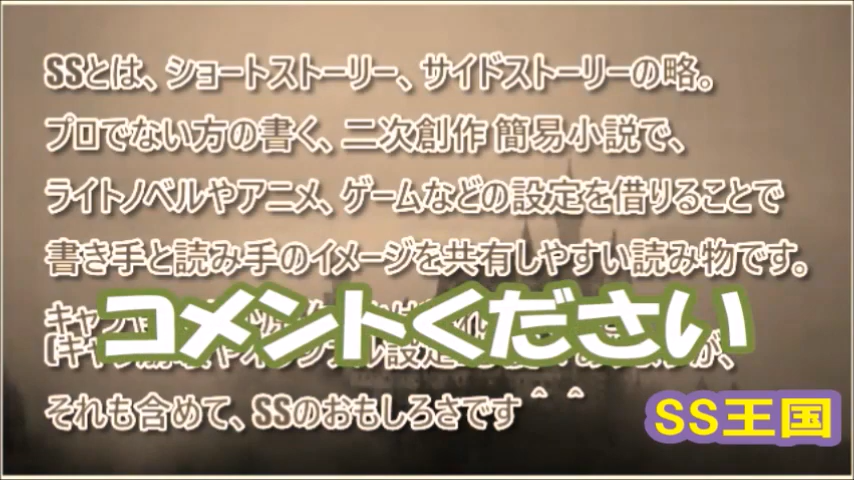 SSとは、ショートストーリー、サイドストーリーの略。
プロでない方の書く、二次創作 簡易小説で、
ライトノベルやアニメ、ゲームなどの設定を借りることで
書き手と読み手のイメージを共有しやすい読み物です。
コメントください
それも含めて、SSのおもしろさです＾＾
SS王国